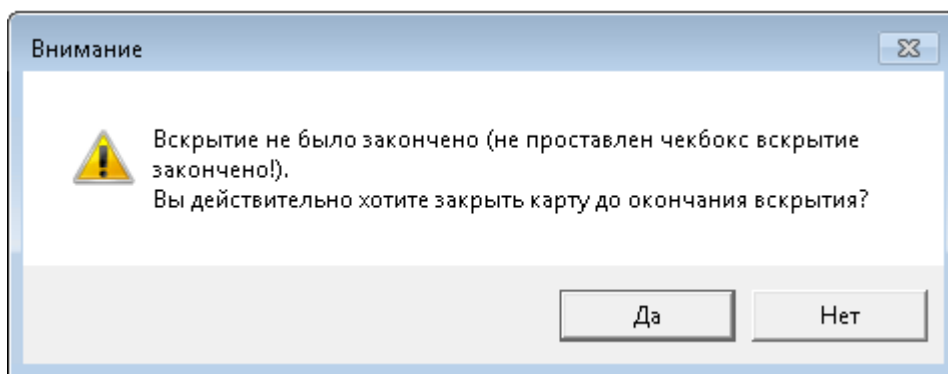 Внимание
Вскрытие не было закончено (не проставлен чекбокс вскрытие
закончено!).
Вы действительно хотите закрыть карту до окончания вскрытия?
Да Нет